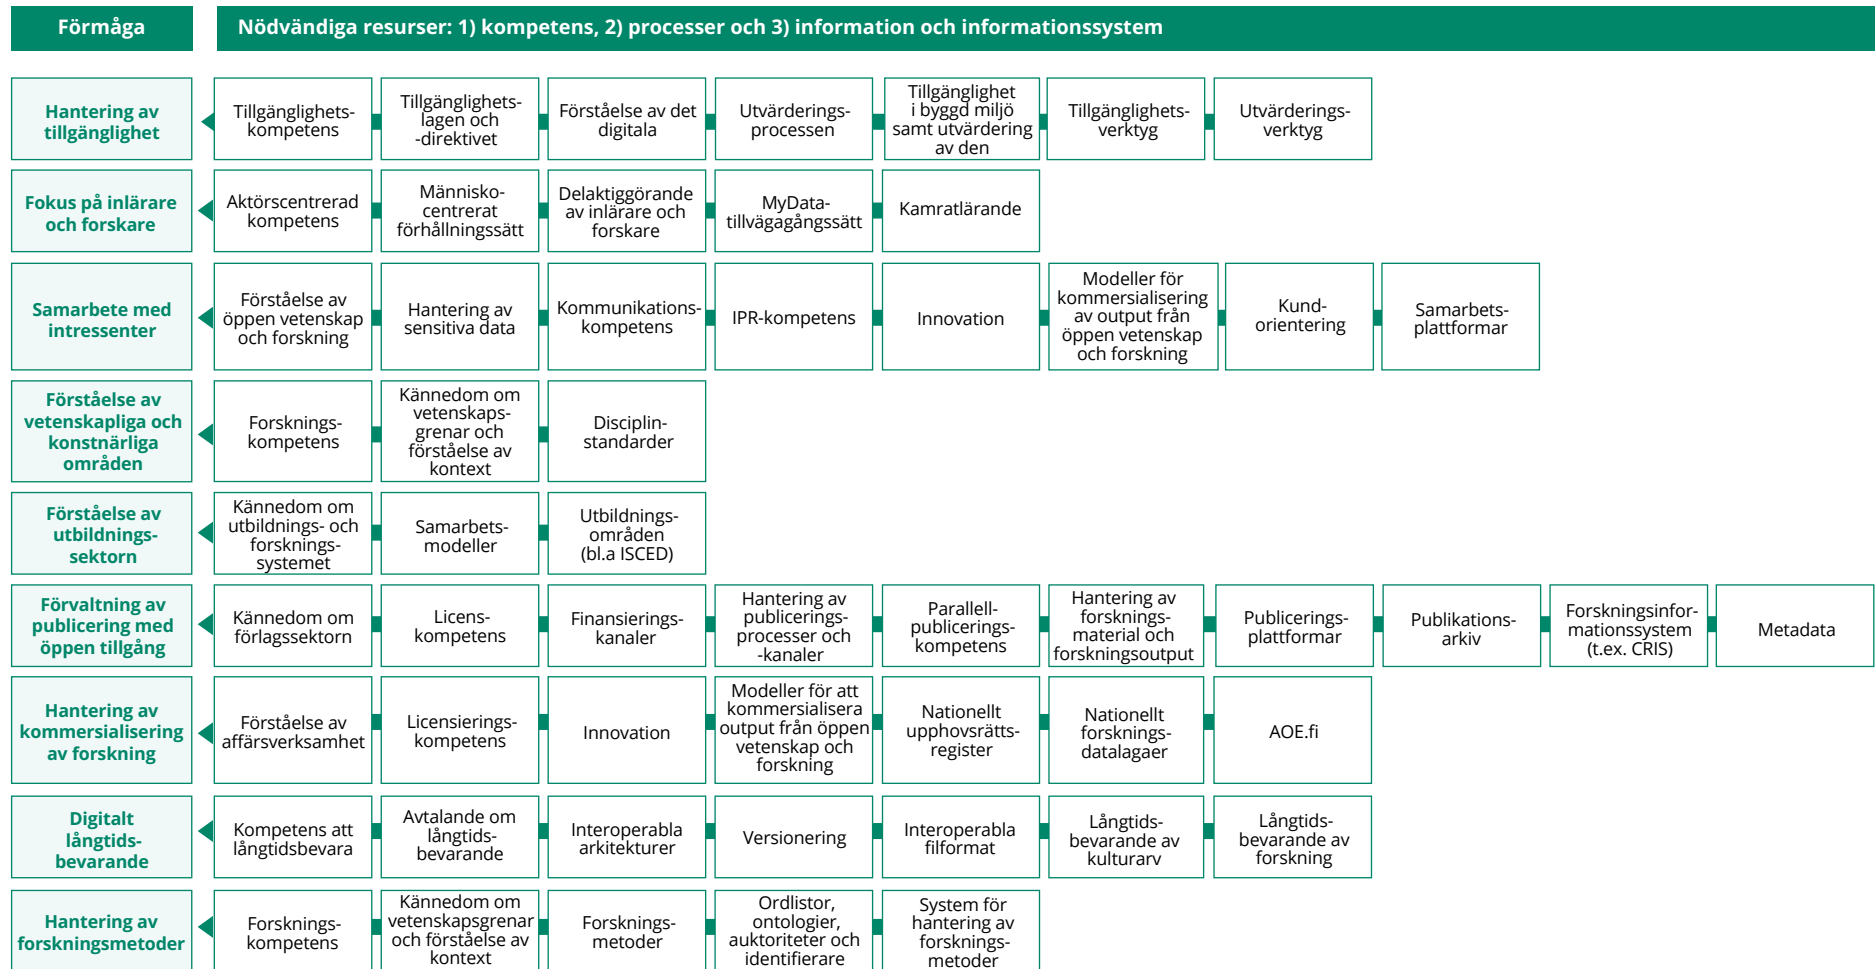 Förmåga
Nödvändiga resurser: 1) kompetens, 2) processer och 3) information och informationssystem
Hantering av
tillgänglighet
Tillgänglighets-
kompetens
Tillgänglighets-
lagen och
-direktivet
Förståelse av det
digitala
Utvärderings-
processen
Tillgänglighet
i byggd miljö
samt utvärdering
av den
Tillgänglighets-
verktyg
Utvärderings-
verktyg
Fokus på inlärare
och forskare
Aktörscentrerad
kompetens
Människo-
centrerat
förhållningssätt
Delaktiggörande
av inlärare och
forskare
MyData-
tillvägagångssätt
Kamratlärande
Samarbete med
intressenter
Förståelse av
öppen vetenskap
och forskning
Hantering av
sensitiva data
Kommunikations-
kompetens
IPR-kompetens
Innovation
Modeller för
kommersialisering
av output från
öppen vetenskap
och forskning
Kund-
orientering
Samarbets-
plattformar
Förståelse av
vetenskapliga och
konstnärliga
områden
Forsknings-
kompetens
Kännedom om
vetenskaps-
grenar och
förståelse av
kontext
Disciplin-
standarder
Förståelse av
utbildnings-
sektorn
Kännedom om
utbildnings- och
forsknings-
systemet
Samarbets-
modeller
Utbildnings-
områden
(bl.a ISCED)
Förvaltning av
publicering med
öppen tillgång
Kännedom om
förlagssektorn
Licens-
kompetens
Finansierings-
kanaler
Hantering av
publicerings-
processer och
-kanaler
Parallell-
publicerings-
kompetens
Hantering av
forsknings-
material och
forskningsoutput
Publicerings-
plattformar
Publikations-
arkiv
Forskningsinfor-
mationssystem
(t.ex. CRIS)
Metadata
Hantering av
kommersialisering
av forskning
Förståelse av
affärsverksamhet
Licensierings-
kompetens
Innovation
Modeller för att
kommersialisera
output från öppen
vetenskap och
forskning
Nationellt
upphovsrätts-
register
Nationellt
forsknings-
datalagaer
AOE.fi
Digitalt
långtids-
bevarande
Kompetens att
långtidsbevara
Avtalande om
långtids-
bevarande
Interoperabla
arkitekturer
Versionering
Interoperabla
filformat
Långtids-
bevarande av
kulturarv
Långtids-
bevarande av
forskning
Hantering av
forskningsmetoder
Forsknings-
kompetens
Kännedom om
vetenskapsgrenar
och förståelse av
kontext
Forsknings-
metoder
Ordlistor,
ontologier,
auktoriteter och
identifierare
System för
hantering av
forsknings-
metoder